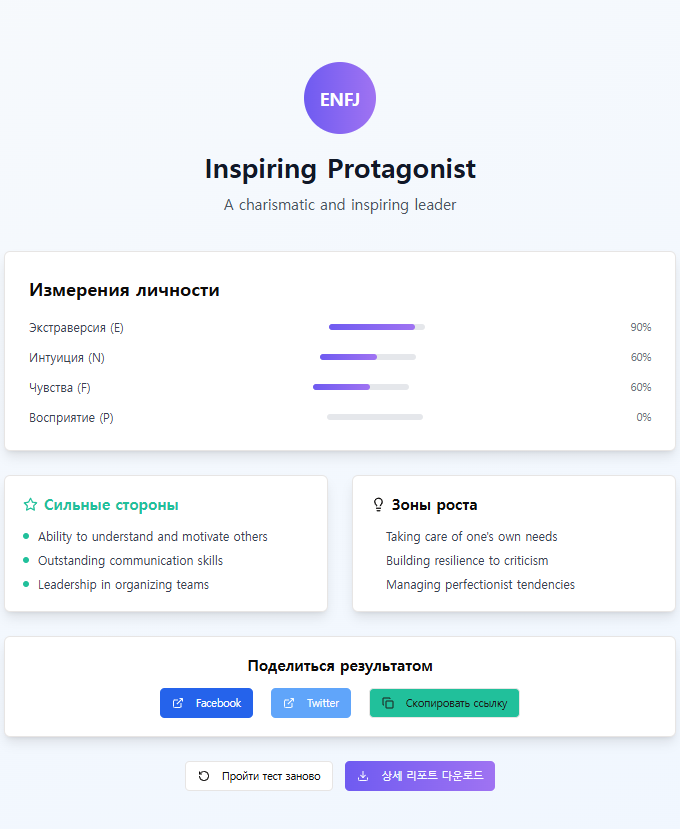 ENFJ
Inspiring Protagonist
A charismatic and inspiring leader
Измерения личности
Экстраверсия (E) 90%
Интуиция (N) 60%
Чувства (F) 60%
Восприятие (P) 0%
Сильные стороны
Ability to understand and motivate others
Outstanding communication skills
Leadership in organizing teams
Зоны роста
Taking care of one's own needs
Building resilience to criticism
Managing perfectionist tendencies
Поделиться результатом
Facebook Twitter Скопировать ссылку
Пройти тест заново 상세 리포트 다운로드